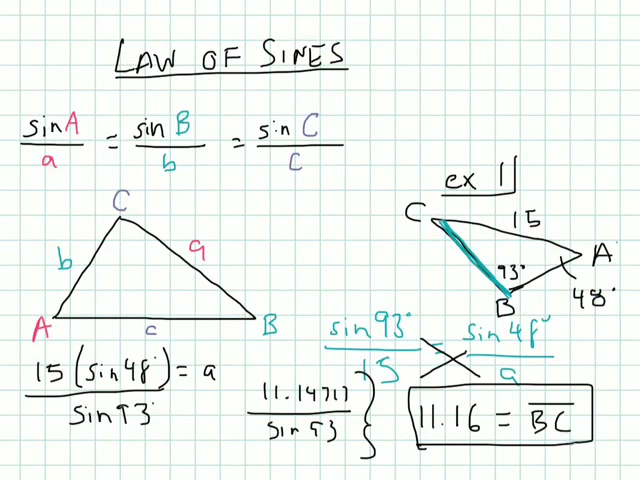 LAW OF SINES
sin A / a = sin B / b = sin C / c
ex 1
C
15
A
93°
B
48°
C
b
a
A
c
B
sin 93° / 15 = sin 48° / a
15 (sin 48°) / sin 93° = a
11.14717 / sin 93 }
11.16 = BC